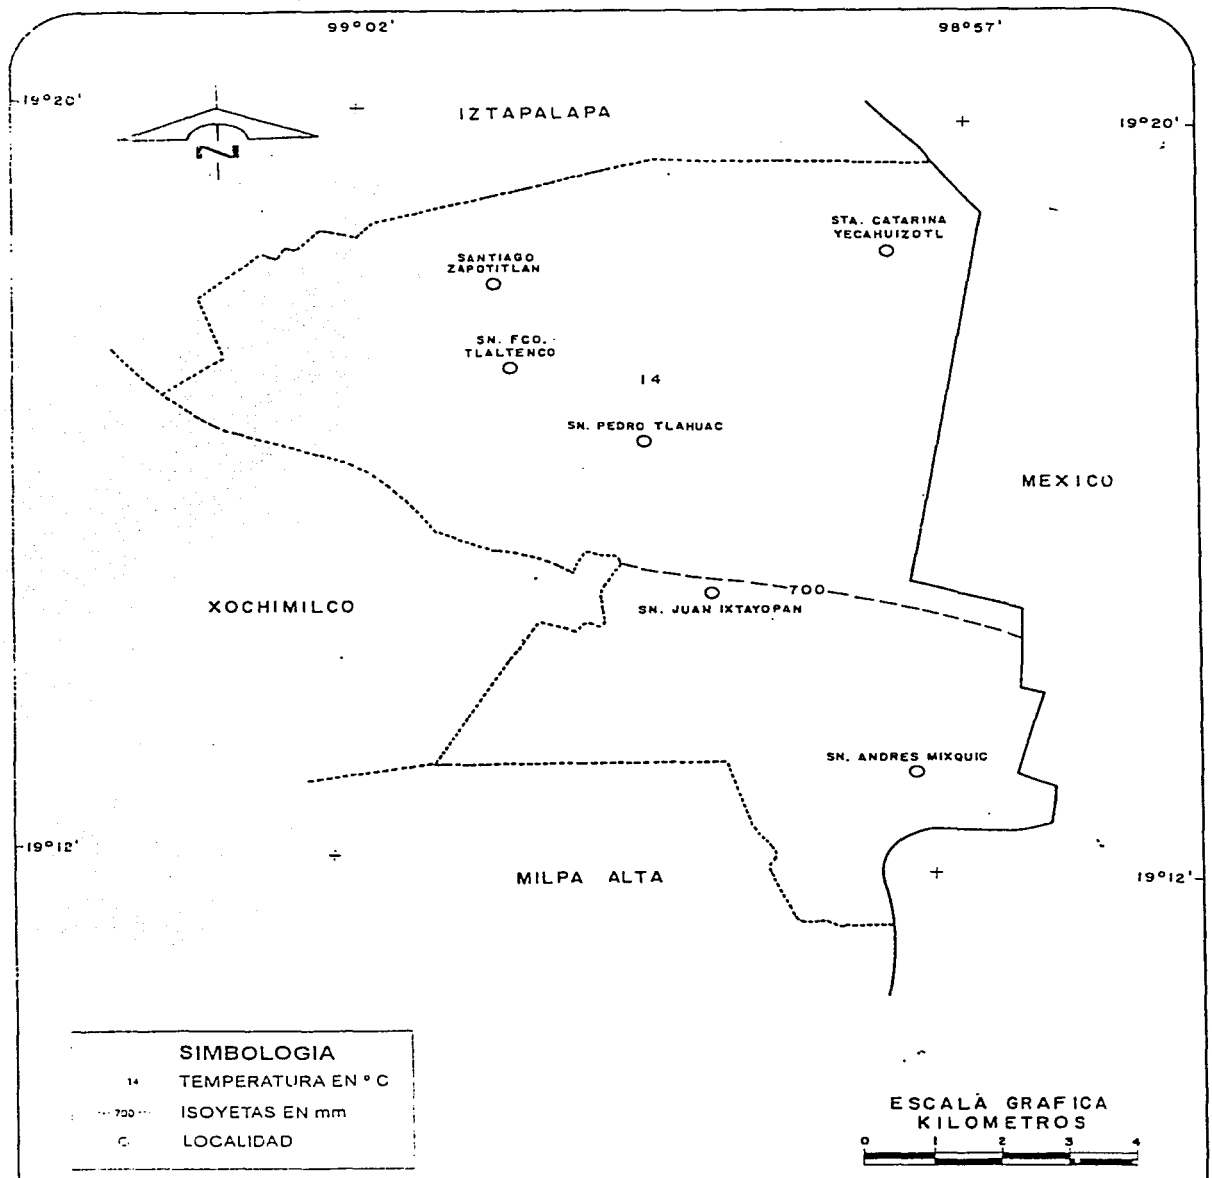 99°02'
98°57'
19°20'
IZTAPALAPA
19°20'
N
STA. CATARINA
YECAHUIZOTL
SANTIAGO
ZAPOTITLAN
SN. FCO.
TLALTENCO
14
SN. PEDRO TLAHUAC
MEXICO
700
XOCHIMILCO
SN. JUAN IXTAYOPAN
SN. ANDRES MIXQUIC
19°12'
MILPA ALTA
19°12'
SIMBOLOGIA
14 TEMPERATURA EN °C
700 ISOYETAS EN mm
LOCALIDAD
ESCALA GRAFICA
KILOMETROS
0 1 2 3 4